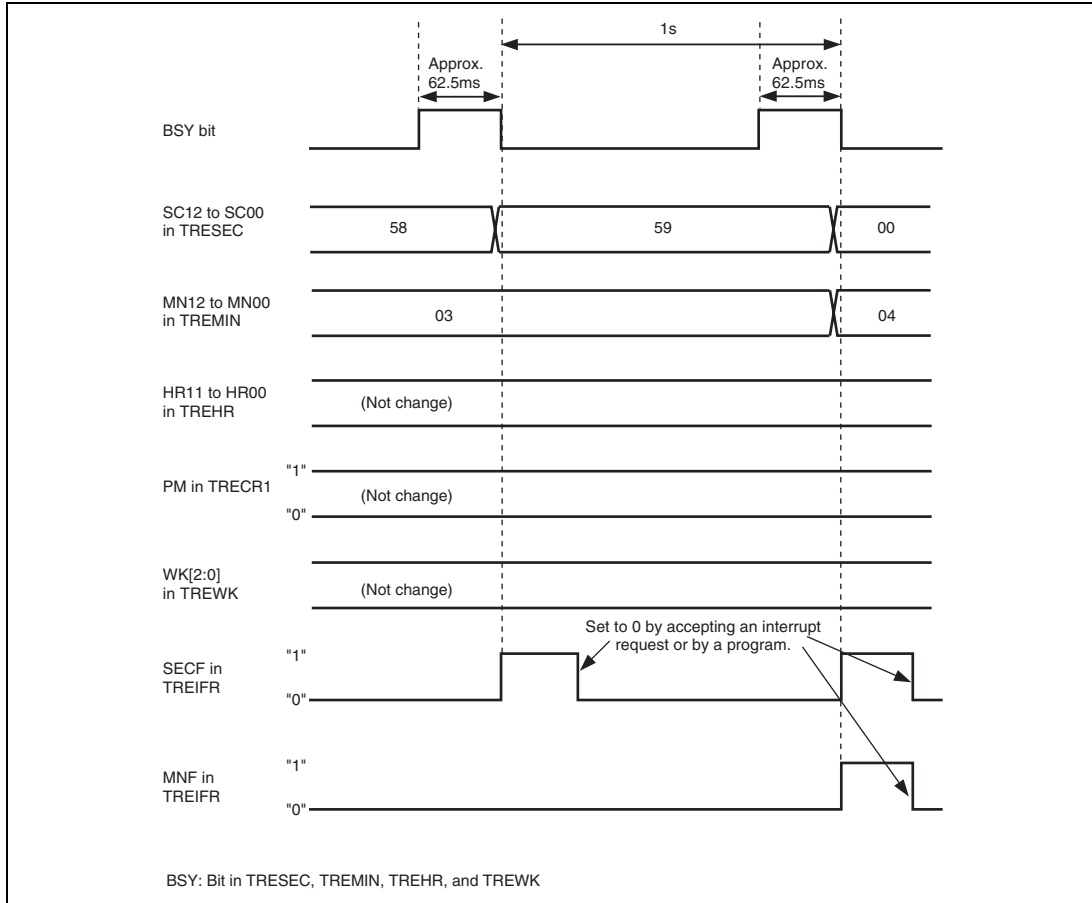 1s
Approx.
62.5ms
Approx.
62.5ms
BSY bit
SC12 to SC00
in TRESEC
58
59
00
MN12 to MN00
in TREMIN
03
04
HR11 to HR00
in TREHR
(Not change)
PM in TRECR1
"1"
(Not change)
"0"
WK[2:0]
in TREWK
(Not change)
Set to 0 by accepting an interrupt
request or by a program.
SECF in
TREIFR
"1"
"0"
MNF in
TREIFR
"1"
"0"
BSY: Bit in TRESEC, TREMIN, TREHR, and TREWK